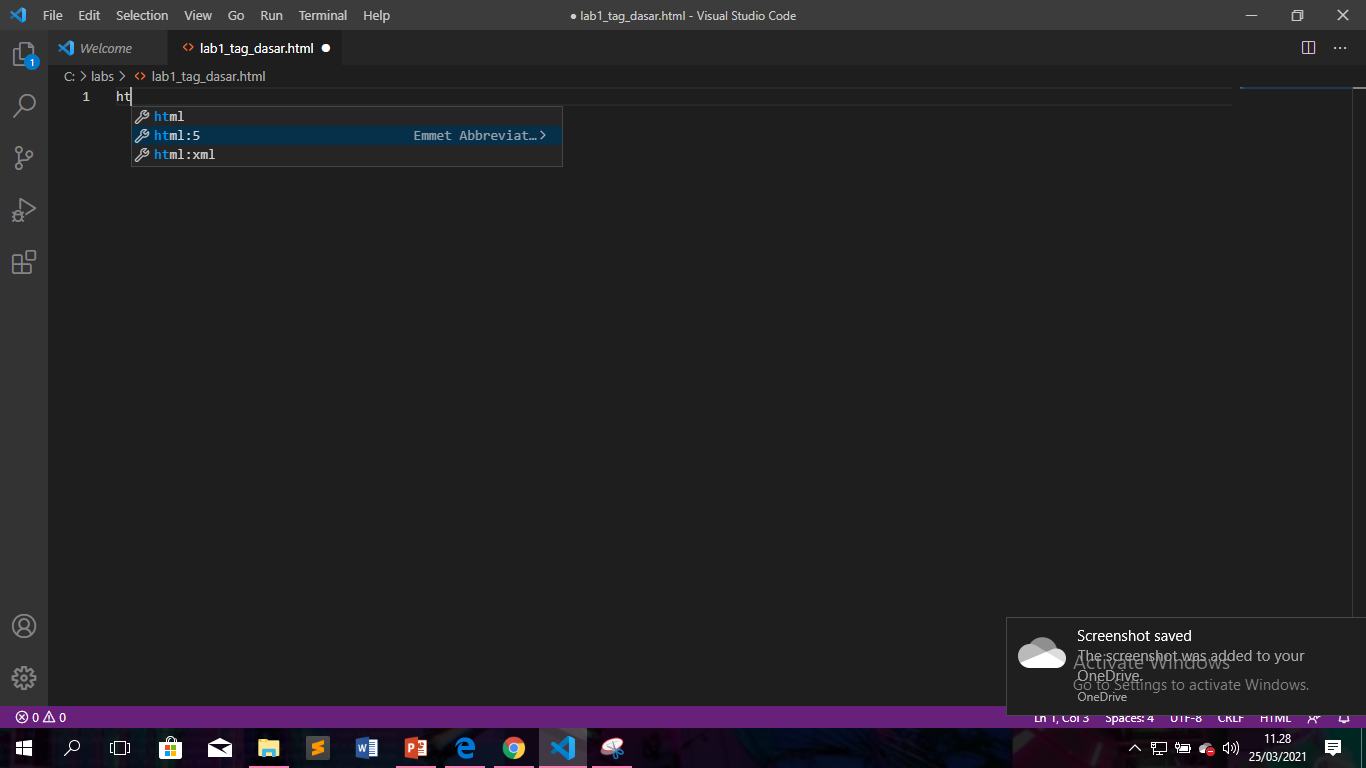 File Edit Selection View Go Run Terminal Help
● lab1_tag_dasar.html - Visual Studio Code
Welcome
lab1_tag_dasar.html ●
C: > labs > lab1_tag_dasar.html
1 ht
html
html:5 Emmet Abbreviat…
html:xml
1
Screenshot saved
The screenshot was added to your
OneDrive.
OneDrive
Activate Windows
Go to Settings to activate Windows.
0 0
Ln 1, Col 3 Spaces: 4 UTF-8 CRLF HTML
11.28
25/03/2021